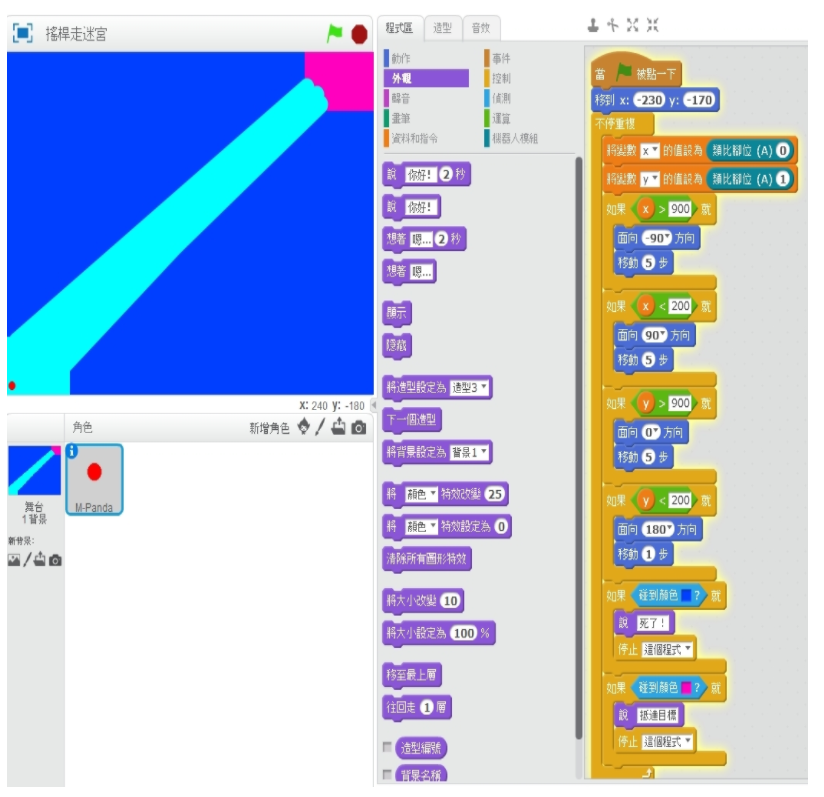 搖桿走迷宮
X: 240 y: -180
角色
新增角色
舞台
1 背景
新背景:
M-Panda
程式區
造型
音效
動作
外觀
聲音
畫筆
資料和指令
事件
控制
偵測
運算
機器人模組
說 你好! 2 秒
說 你好!
想著 嗯... 2 秒
想著 嗯...
顯示
隱藏
將造型設定為 造型3
下一個造型
將背景設定為 背景1
將 顏色 特效改變 25
將 顏色 特效設定為 0
清除所有圖形特效
將大小改變 10
將大小設定為 100 %
移至最上層
往回走 1 層
造型編號
背景名稱
當 被點一下
移到 x: -230 y: -170
不停重複
將變數 x 的值設為 類比腳位 (A) 0
將變數 y 的值設為 類比腳位 (A) 1
如果 x > 900 就
面向 -90 方向
移動 5 步
如果 x < 200 就
面向 90 方向
移動 5 步
如果 y > 900 就
面向 0 方向
移動 5 步
如果 y < 200 就
面向 180 方向
移動 1 步
如果 碰到顏色 ? 就
說 死了!
停止 這個程式
如果 碰到顏色 ? 就
說 抵達目標
停止 這個程式